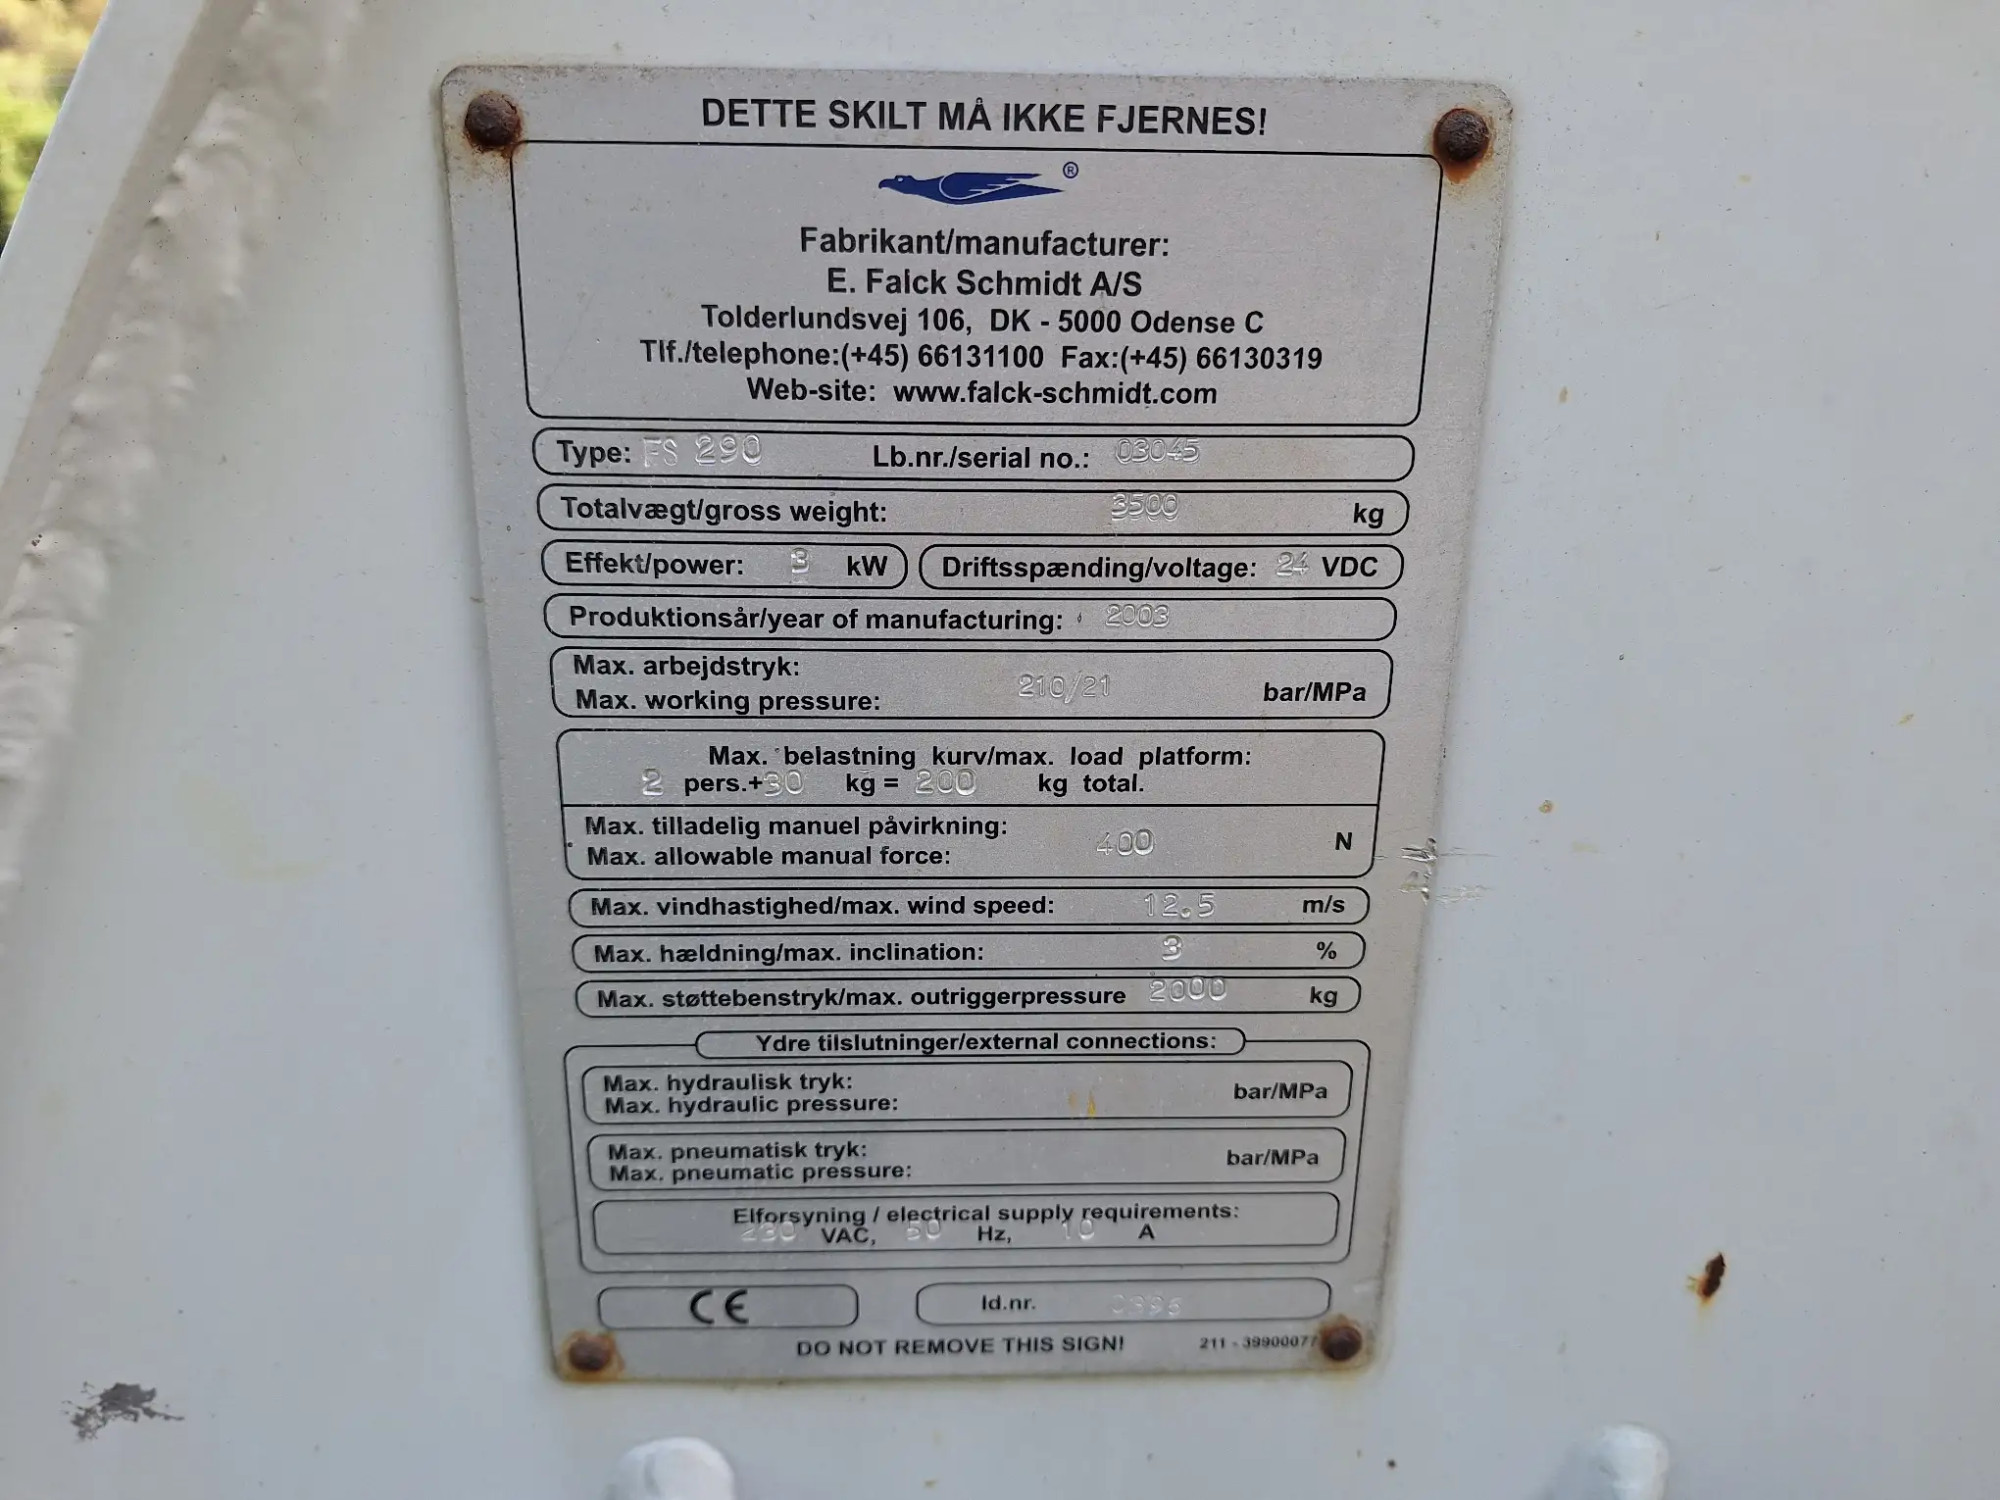 DETTE SKILT MÅ IKKE FJERNES!
®
Fabrikant/manufacturer:
E. Falck Schmidt A/S
Tolderlundsvej 106, DK - 5000 Odense C
Tlf./telephone:(+45) 66131100 Fax:(+45) 66130319
Web-site: www.falck-schmidt.com
Type: FS 290 Lb.nr./serial no.: 03045
Totalvægt/gross weight: 3500 kg
Effekt/power: 3 kW Driftsspænding/voltage: 24 VDC
Produktionsår/year of manufacturing: 2003
Max. arbejdstryk:
Max. working pressure: 210/21 bar/MPa
Max. belastning kurv/max. load platform:
2 pers.+30 kg = 200 kg total.
Max. tilladelig manuel påvirkning:
Max. allowable manual force: 400 N
Max. vindhastighed/max. wind speed: 12.5 m/s
Max. hældning/max. inclination: 3 %
Max. støttebenstryk/max. outriggerpressure 2000 kg
Ydre tilslutninger/external connections:
Max. hydraulisk tryk:
Max. hydraulic pressure: bar/MPa
Max. pneumatisk tryk:
Max. pneumatic pressure: bar/MPa
Elforsyning / electrical supply requirements:
230 VAC, 50 Hz, 10 A
CE Id.nr.
DO NOT REMOVE THIS SIGN! 211 - 39900077